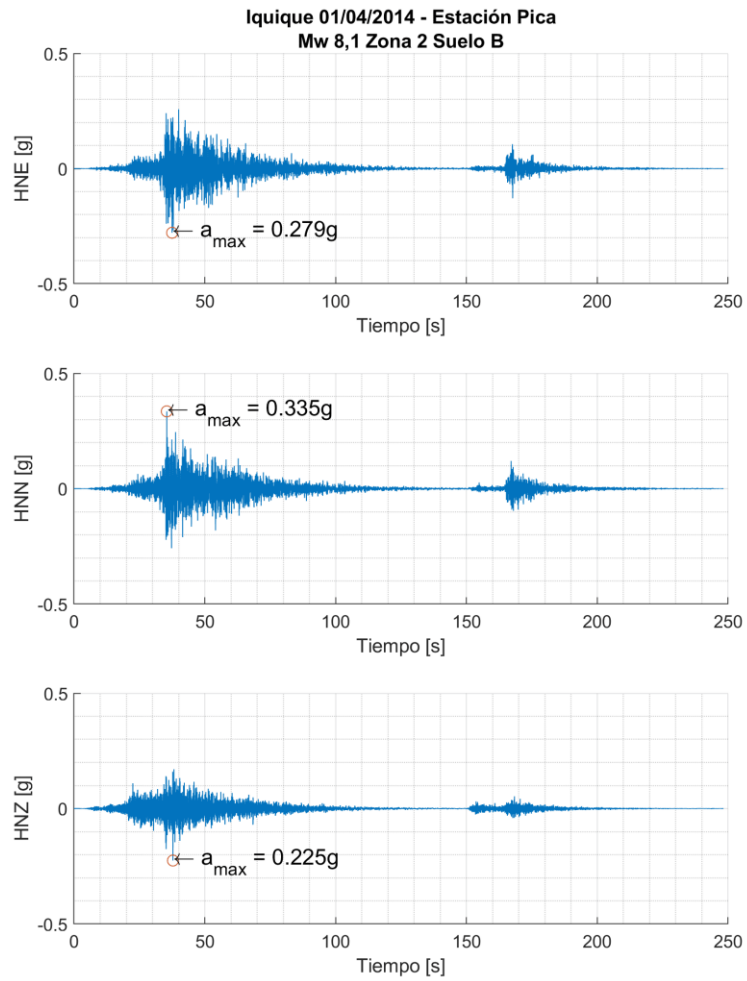 Iquique 01/04/2014 - Estación Pica
Mw 8,1 Zona 2 Suelo B
0.5
HNE [g]
0
← a_max = 0.279g
-0.5
0 50 100 150 200 250
Tiempo [s]
0.5
← a_max = 0.335g
HNN [g]
0
-0.5
0 50 100 150 200 250
Tiempo [s]
0.5
HNZ [g]
0
← a_max = 0.225g
-0.5
0 50 100 150 200 250
Tiempo [s]